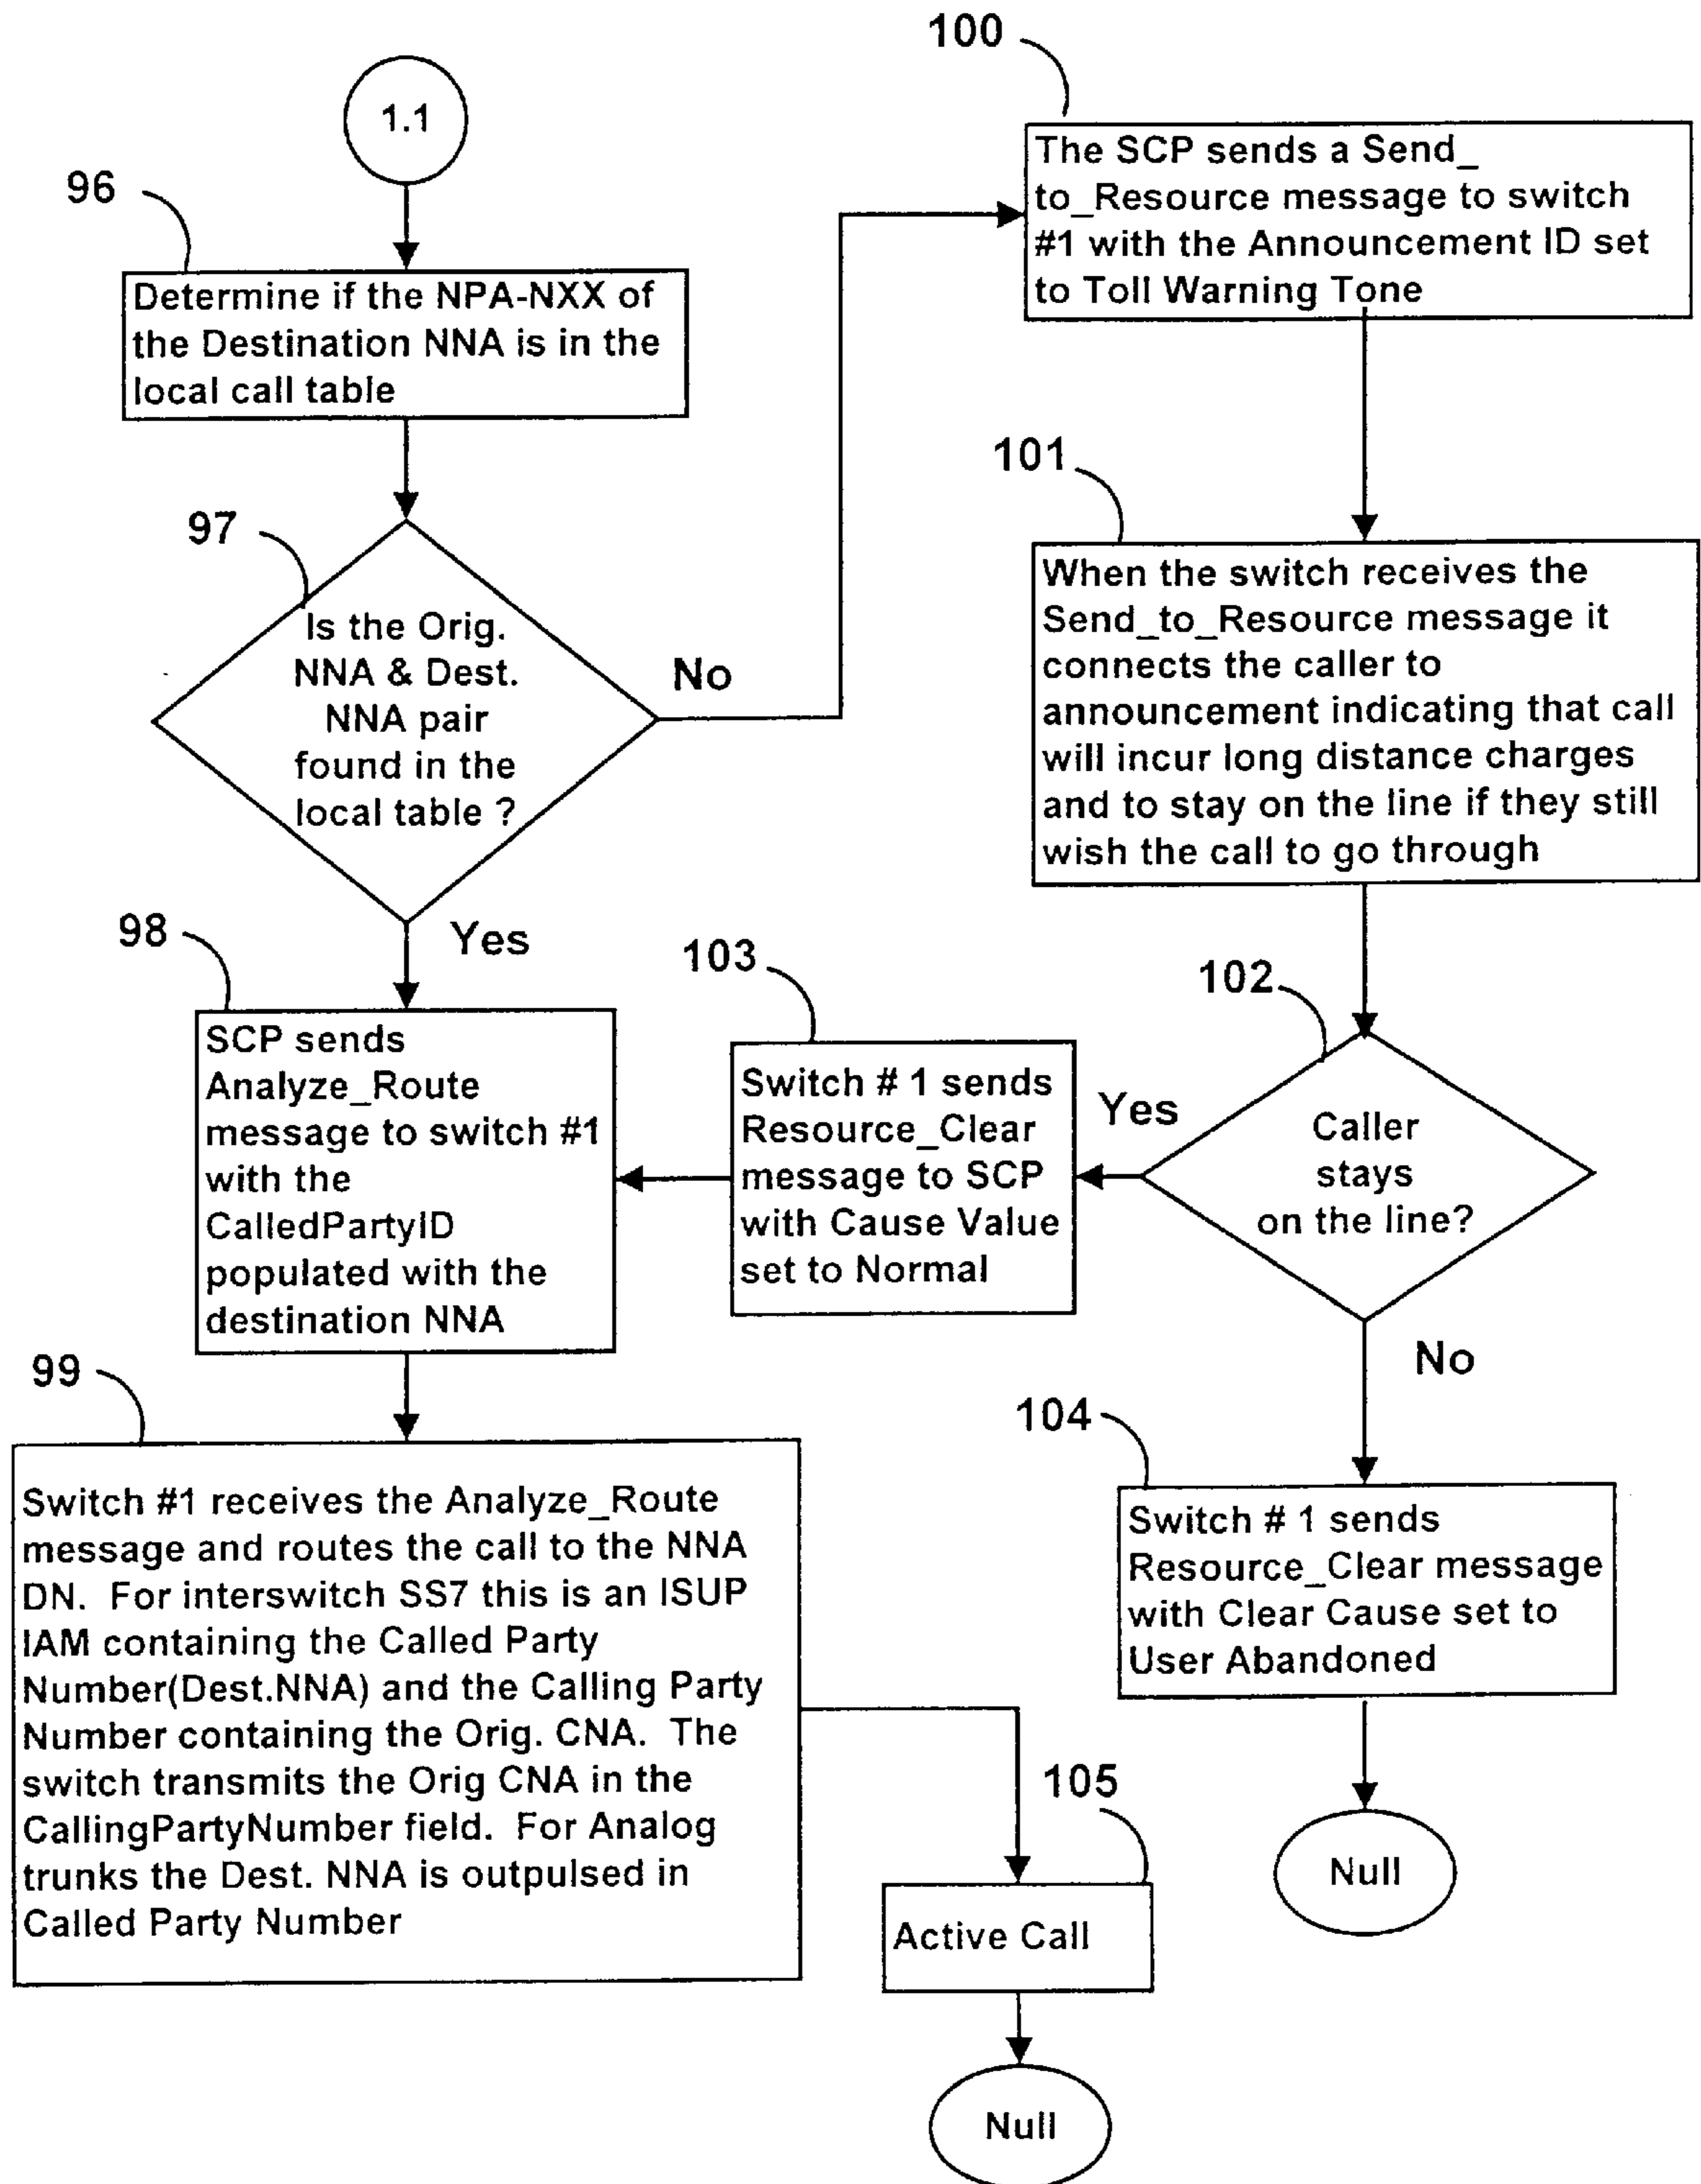 1.1
96
Determine if the NPA-NXX of
the Destination NNA is in the
local call table
97
Is the Orig.
NNA & Dest.
NNA pair
found in the
local table ?
No
Yes
100
The SCP sends a Send_
to_Resource message to switch
#1 with the Announcement ID set
to Toll Warning Tone
101
When the switch receives the
Send_to_Resource message it
connects the caller to
announcement indicating that call
will incur long distance charges
and to stay on the line if they still
wish the call to go through
102
Caller
stays
on the line?
Yes
No
103
Switch # 1 sends
Resource_Clear
message to SCP
with Cause Value
set to Normal
98
SCP sends
Analyze_Route
message to switch #1
with the
CalledPartyID
populated with the
destination NNA
99
Switch #1 receives the Analyze_Route
message and routes the call to the NNA
DN. For interswitch SS7 this is an ISUP
IAM containing the Called Party
Number(Dest.NNA) and the Calling Party
Number containing the Orig. CNA. The
switch transmits the Orig CNA in the
CallingPartyNumber field. For Analog
trunks the Dest. NNA is outpulsed in
Called Party Number
104
Switch # 1 sends
Resource_Clear message
with Clear Cause set to
User Abandoned
Null
105
Active Call
Null